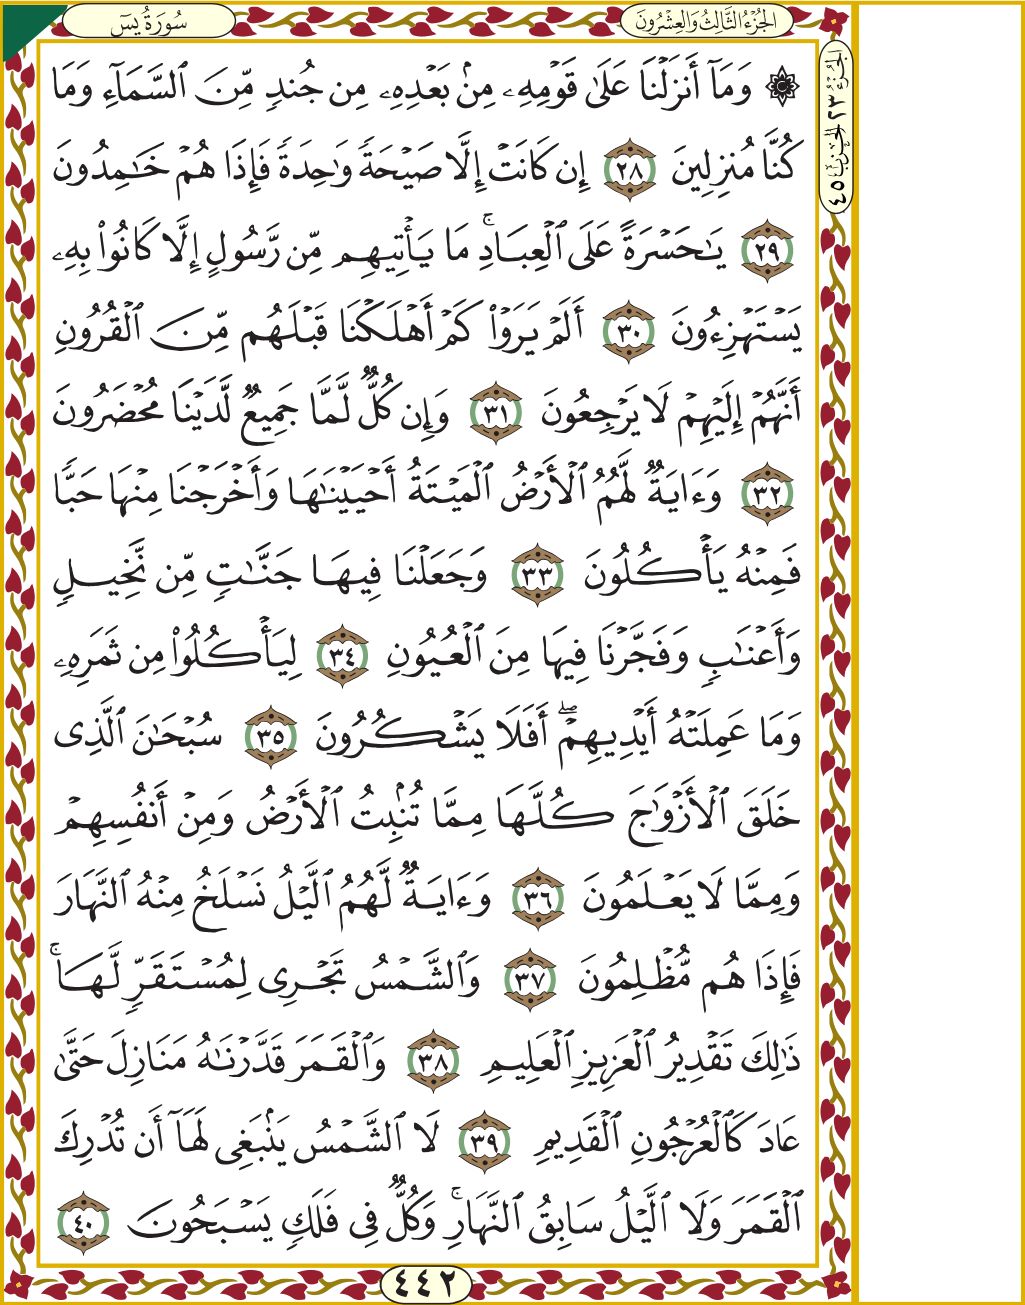 سُورَةُ يسٓ
الجُزْءُ الثَّالِثُ وَالعِشْرُونَ
الجُزْءُ ٢٣ الحِزْبُ ٤٥
۞ وَمَآ أَنزَلْنَا عَلَىٰ قَوْمِهِۦ مِنۢ بَعْدِهِۦ مِن جُندٍ مِّنَ ٱلسَّمَآءِ وَمَا
كُنَّا مُنزِلِينَ ٢٨ إِن كَانَتْ إِلَّا صَيْحَةً وَٰحِدَةً فَإِذَا هُمْ خَـٰمِدُونَ
٢٩ يَـٰحَسْرَةً عَلَى ٱلْعِبَادِ ۚ مَا يَأْتِيهِم مِّن رَّسُولٍ إِلَّا كَانُوا۟ بِهِۦ
يَسْتَهْزِءُونَ ٣٠ أَلَمْ يَرَوْا۟ كَمْ أَهْلَكْنَا قَبْلَهُم مِّنَ ٱلْقُرُونِ
أَنَّهُمْ إِلَيْهِمْ لَا يَرْجِعُونَ ٣١ وَإِن كُلٌّ لَّمَّا جَمِيعٌ لَّدَيْنَا مُحْضَرُونَ
٣٢ وَءَايَةٌ لَّهُمُ ٱلْأَرْضُ ٱلْمَيْتَةُ أَحْيَيْنَـٰهَا وَأَخْرَجْنَا مِنْهَا حَبًّا
فَمِنْهُ يَأْكُلُونَ ٣٣ وَجَعَلْنَا فِيهَا جَنَّـٰتٍ مِّن نَّخِيلٍ
وَأَعْنَـٰبٍ وَفَجَّرْنَا فِيهَا مِنَ ٱلْعُيُونِ ٣٤ لِيَأْكُلُوا۟ مِن ثَمَرِهِۦ
وَمَا عَمِلَتْهُ أَيْدِيهِمْ ۖ أَفَلَا يَشْكُرُونَ ٣٥ سُبْحَـٰنَ ٱلَّذِى
خَلَقَ ٱلْأَزْوَٰجَ كُلَّهَا مِمَّا تُنۢبِتُ ٱلْأَرْضُ وَمِنْ أَنفُسِهِمْ
وَمِمَّا لَا يَعْلَمُونَ ٣٦ وَءَايَةٌ لَّهُمُ ٱلَّيْلُ نَسْلَخُ مِنْهُ ٱلنَّهَارَ
فَإِذَا هُم مُّظْلِمُونَ ٣٧ وَٱلشَّمْسُ تَجْرِى لِمُسْتَقَرٍّ لَّهَا ۚ
ذَٰلِكَ تَقْدِيرُ ٱلْعَزِيزِ ٱلْعَلِيمِ ٣٨ وَٱلْقَمَرَ قَدَّرْنَـٰهُ مَنَازِلَ حَتَّىٰ
عَادَ كَٱلْعُرْجُونِ ٱلْقَدِيمِ ٣٩ لَا ٱلشَّمْسُ يَنۢبَغِى لَهَآ أَن تُدْرِكَ
ٱلْقَمَرَ وَلَا ٱلَّيْلُ سَابِقُ ٱلنَّهَارِ ۚ وَكُلٌّ فِى فَلَكٍ يَسْبَحُونَ ٤٠
٤٤٢